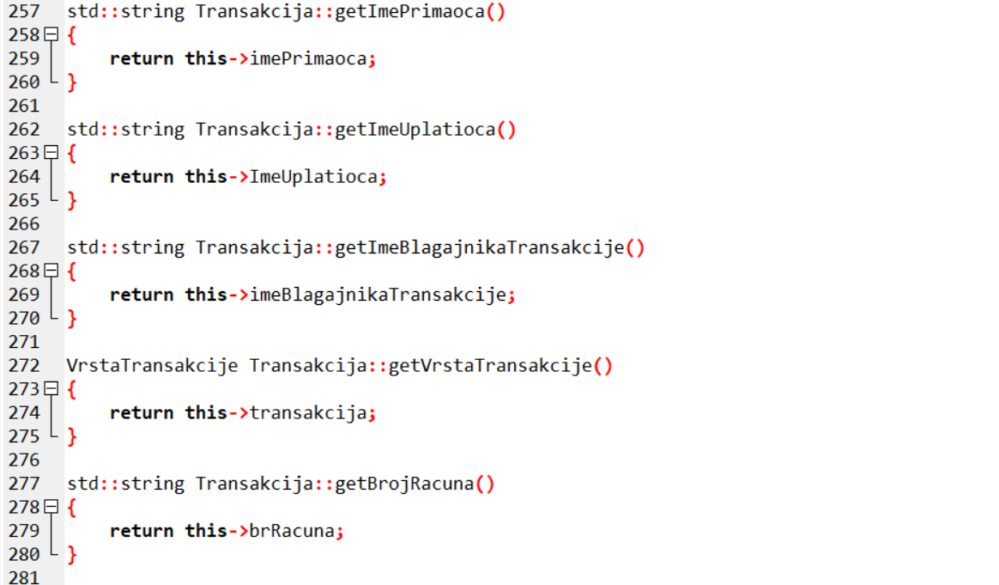 257 std::string Transakcija::getImePrimaoca()
258 {
259 return this->imePrimaoca;
260 }
261
262 std::string Transakcija::getImeUplatioca()
263 {
264 return this->ImeUplatioca;
265 }
266
267 std::string Transakcija::getImeBlagajnikaTransakcije()
268 {
269 return this->imeBlagajnikaTransakcije;
270 }
271
272 VrstaTransakcije Transakcija::getVrstaTransakcije()
273 {
274 return this->transakcija;
275 }
276
277 std::string Transakcija::getBrojRacuna()
278 {
279 return this->brRacuna;
280 }
281